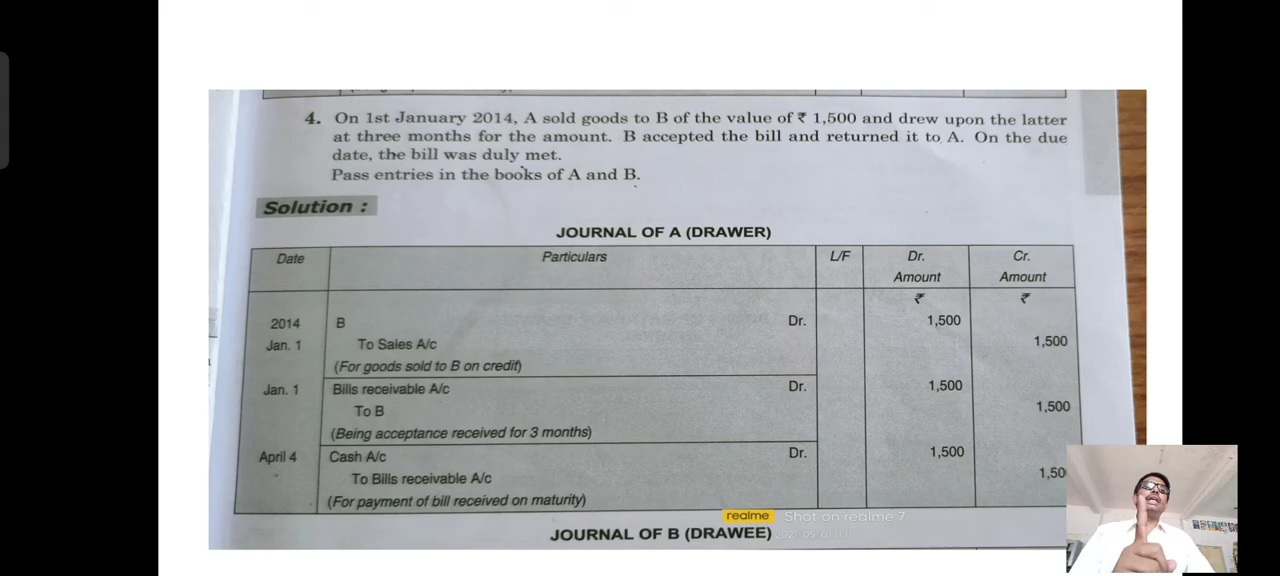 4. On 1st January 2014, A sold goods to B of the value of ₹ 1,500 and drew upon the latter
at three months for the amount. B accepted the bill and returned it to A. On the due
date, the bill was duly met.
Pass entries in the books of A and B.
Solution :
JOURNAL OF A (DRAWER)
Date Particulars L/F Dr. Amount Cr. Amount
₹ ₹
2014 B Dr. 1,500
Jan. 1 To Sales A/c 1,500
(For goods sold to B on credit)
Jan. 1 Bills receivable A/c Dr. 1,500
To B 1,500
(Being acceptance received for 3 months)
April 4 Cash A/c Dr. 1,500
To Bills receivable A/c 1,50
(For payment of bill received on maturity)
realme Shot on realme 7
JOURNAL OF B (DRAWEE)